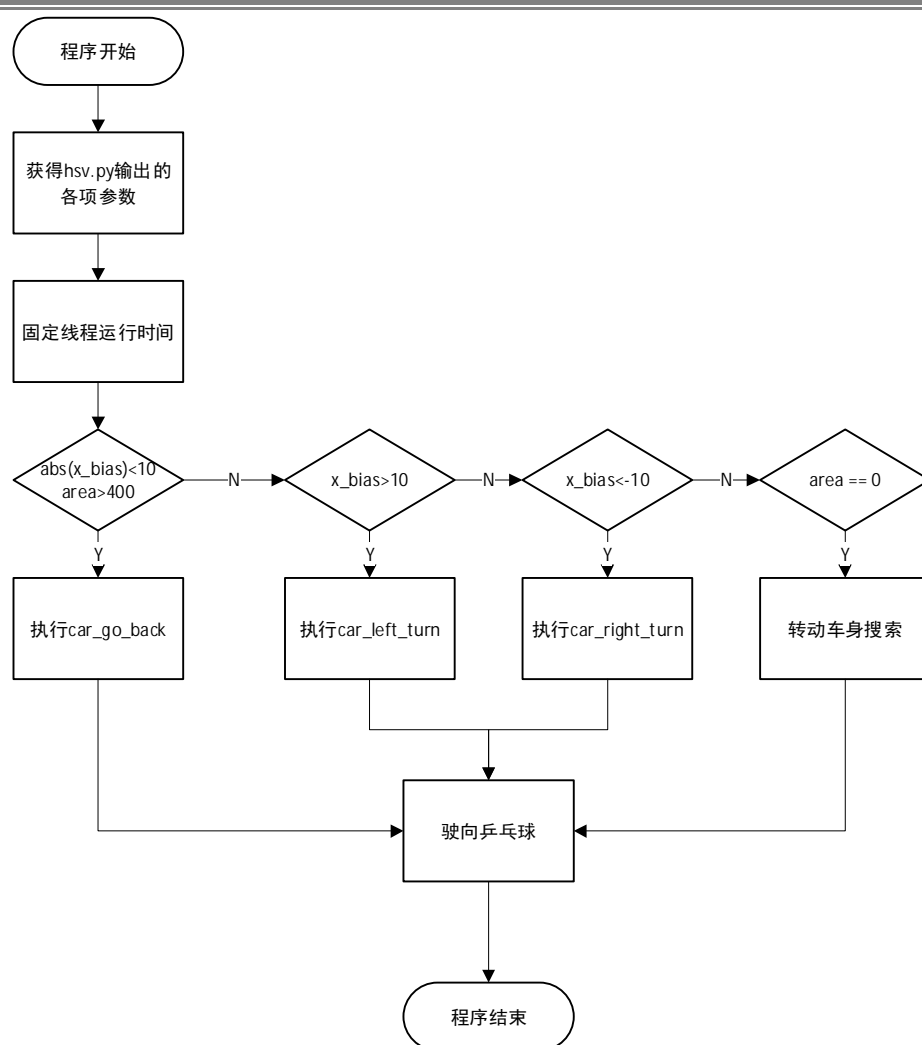 程序开始
获得hsv.py输出的
各项参数
固定线程运行时间
abs(x_bias)<10
area>400
N
x_bias>10
N
x_bias<-10
N
area == 0
Y
Y
Y
Y
执行car_go_back
执行car_left_turn
执行car_right_turn
转动车身搜索
驶向乒乓球
程序结束